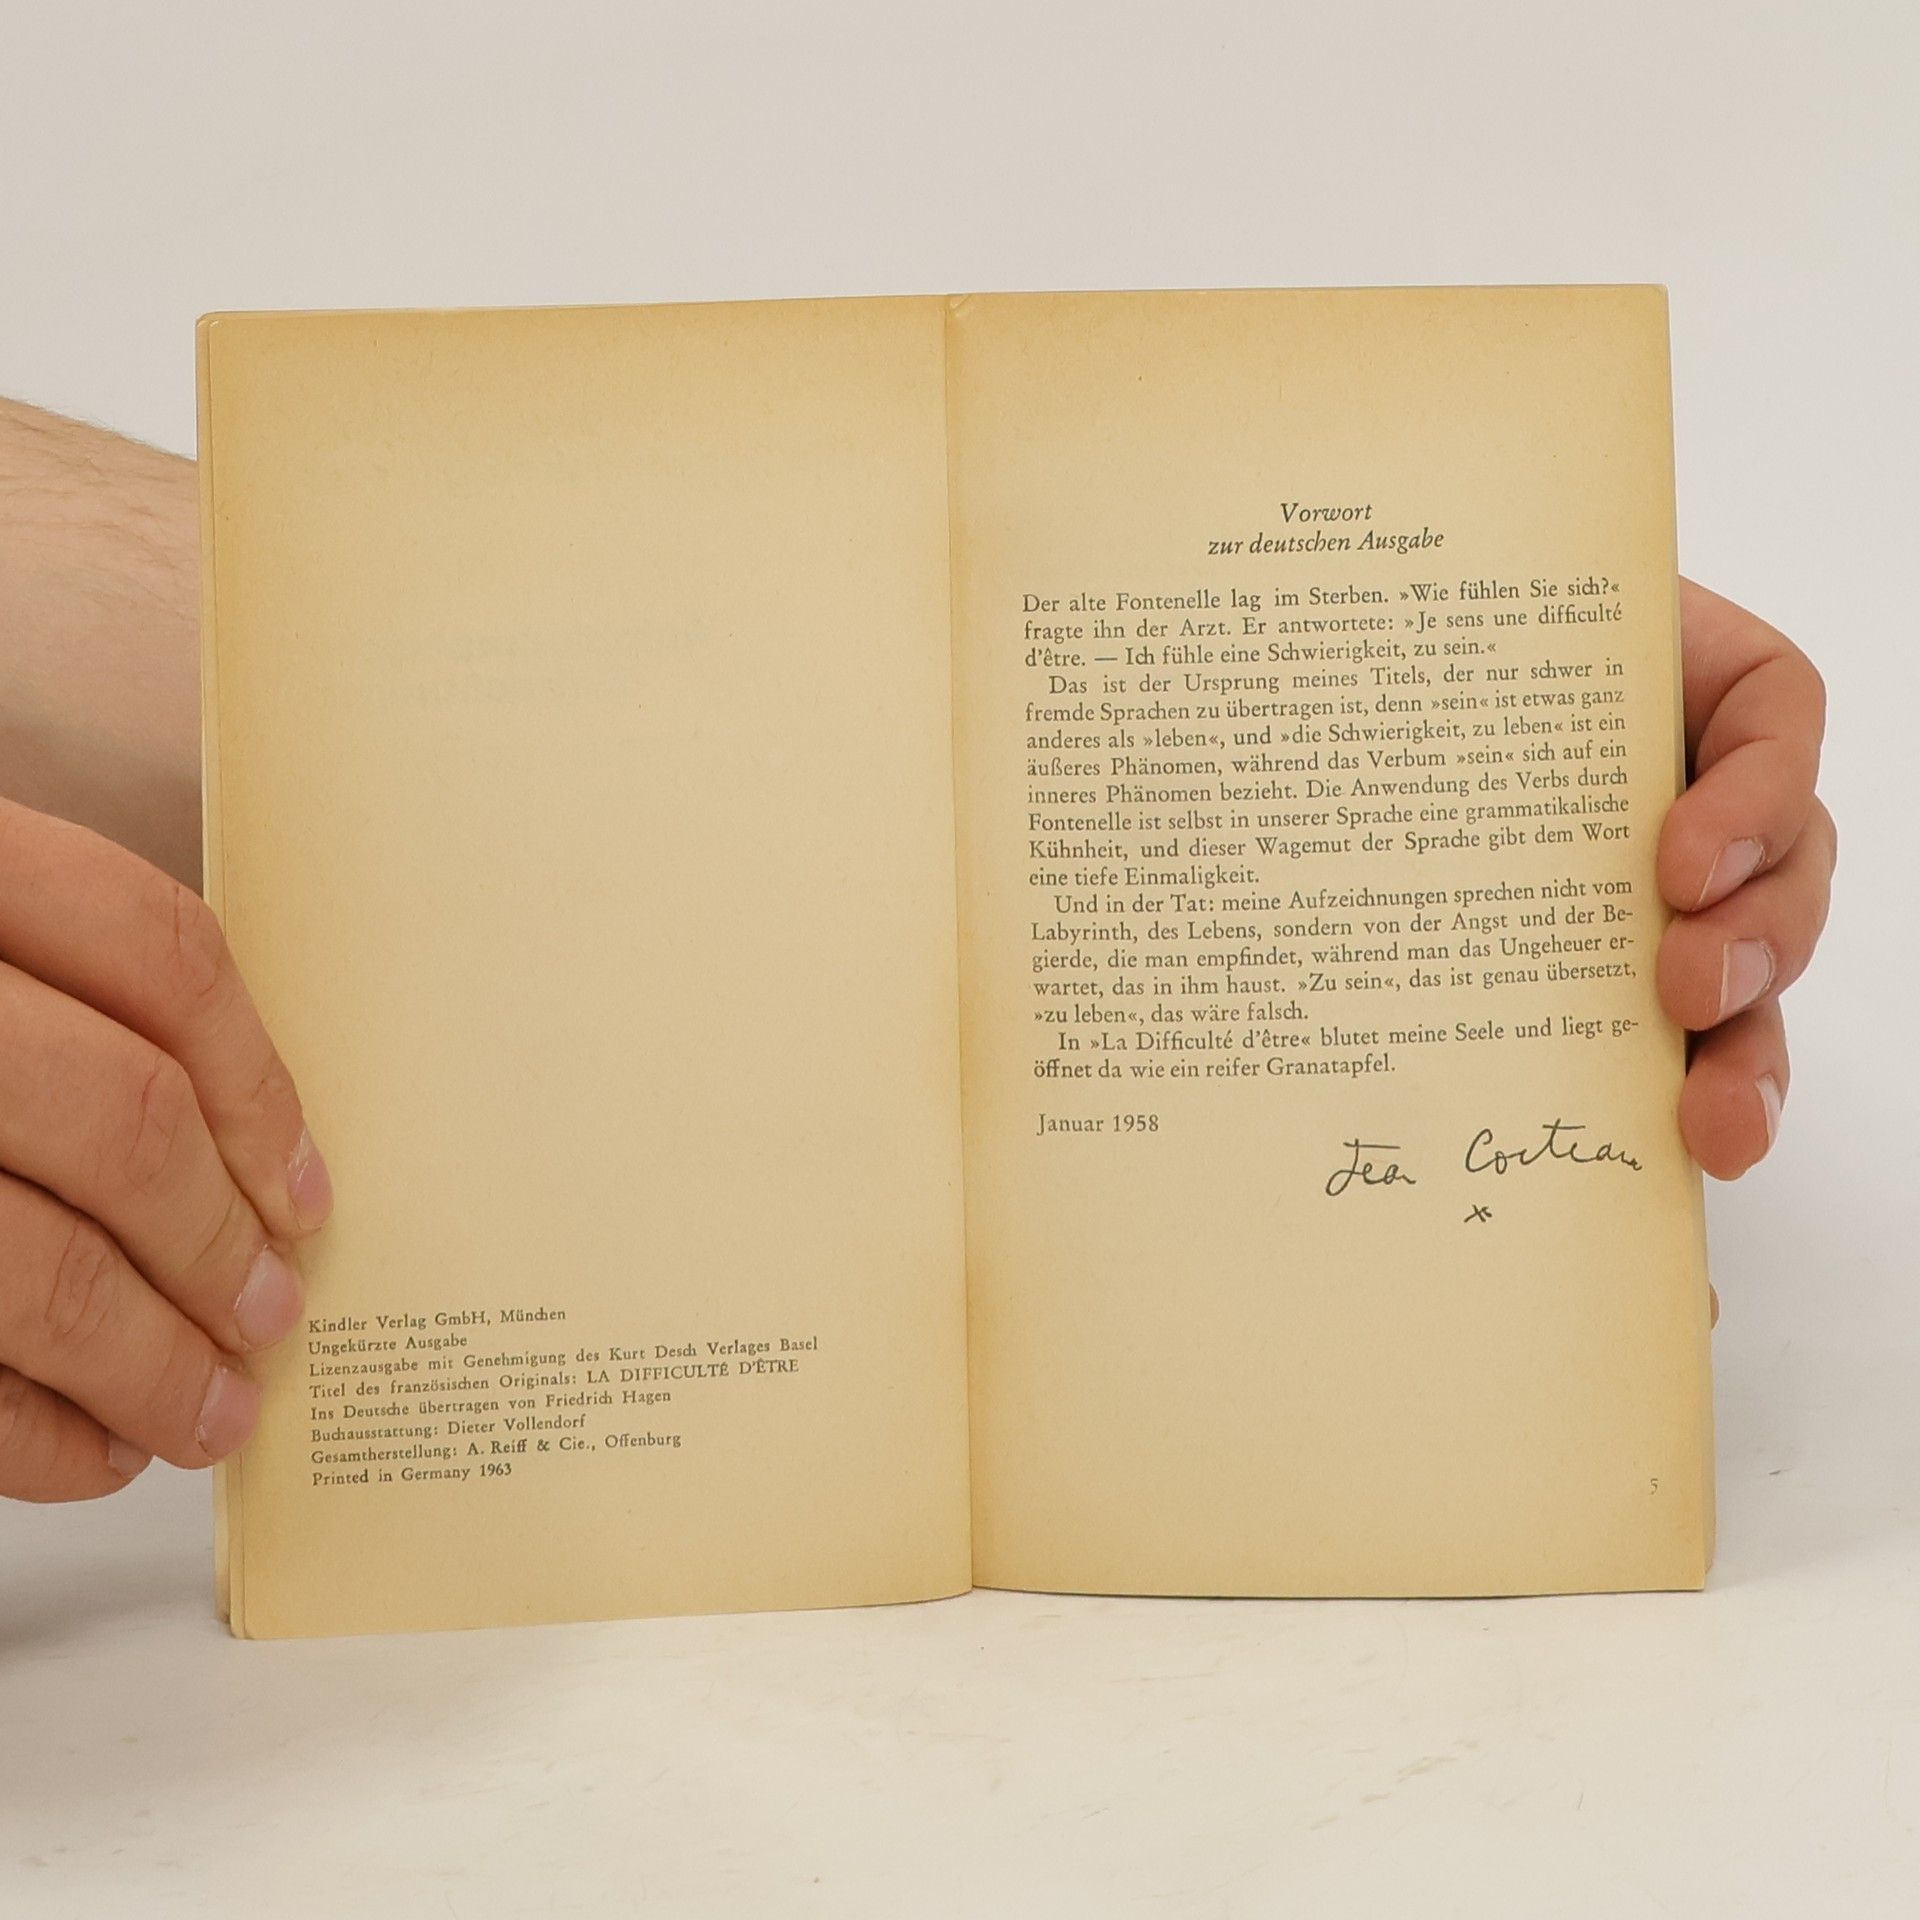 Kindler Verlag GmbH, München
Ungekürzte Ausgabe
Lizenzausgabe mit Genehmigung des Kurt Desch Verlages Basel
Titel des französischen Originals: LA DIFFICULTÉ D'ÊTRE
Ins Deutsche übertragen von Friedrich Hagen
Buchausstattung: Dieter Vollendorf
Gesamtherstellung: A. Reiff & Cie., Offenburg
Printed in Germany 1963
Vorwort
zur deutschen Ausgabe
Der alte Fontenelle lag im Sterben. »Wie fühlen Sie sich?«
fragte ihn der Arzt. Er antwortete: »Je sens une difficulté
d'être. — Ich fühle eine Schwierigkeit, zu sein.«
Das ist der Ursprung meines Titels, der nur schwer in
fremde Sprachen zu übertragen ist, denn »sein« ist etwas ganz
anderes als »leben«, und »die Schwierigkeit, zu leben« ist ein
äußeres Phänomen, während das Verbum »sein« sich auf ein
inneres Phänomen bezieht. Die Anwendung des Verbs durch
Fontenelle ist selbst in unserer Sprache eine grammatikalische
Kühnheit, und dieser Wagemut der Sprache gibt dem Wort
eine tiefe Einmaligkeit.
Und in der Tat: meine Aufzeichnungen sprechen nicht vom
Labyrinth, des Lebens, sondern von der Angst und der Be-
gierde, die man empfindet, während man das Ungeheuer er-
wartet, das in ihm haust. »Zu sein«, das ist genau übersetzt,
»zu leben«, das wäre falsch.
In »La Difficulté d'être« blutet meine Seele und liegt ge-
öffnet da wie ein reifer Granatapfel.
Januar 1958
Jean Cocteau
5